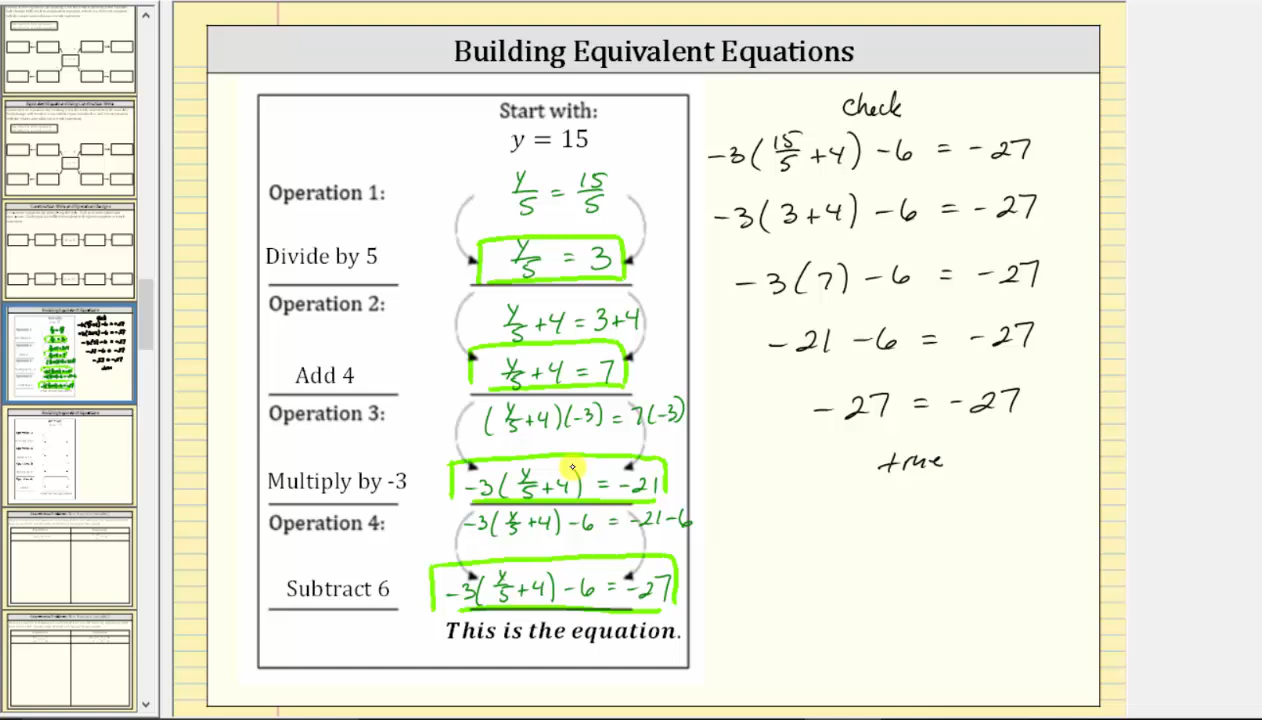 Building Equivalent Equations
Start with:
y = 15
Operation 1:
y/5 = 15/5
Divide by 5
y/5 = 3
Operation 2:
y/5 + 4 = 3 + 4
Add 4
y/5 + 4 = 7
Operation 3:
(y/5 + 4)(-3) = 7(-3)
Multiply by -3
-3(y/5 + 4) = -21
Operation 4:
-3(y/5 + 4) - 6 = -21 - 6
Subtract 6
-3(y/5 + 4) - 6 = -27
This is the equation.
check
-3(15/5 + 4) - 6 = -27
-3(3 + 4) - 6 = -27
-3(7) - 6 = -27
-21 - 6 = -27
-27 = -27
true